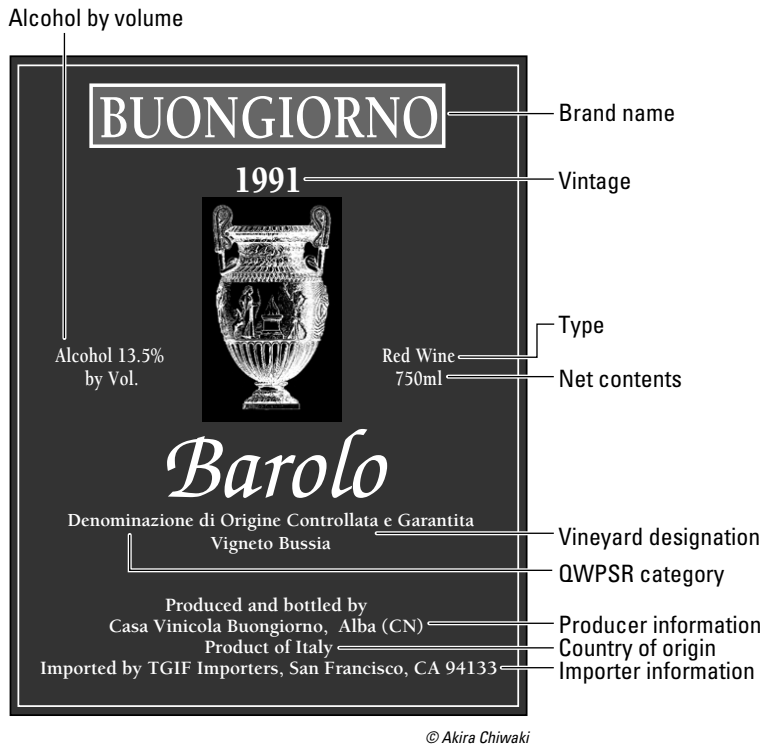 Alcohol by volume
BUONGIORNO
Brand name
1991
Vintage
Type
Alcohol 13.5%
by Vol.
Red Wine
750ml
Net contents
Barolo
Denominazione di Origine Controllata e Garantita
Vigneto Bussia
Vineyard designation
QWPSR category
Produced and bottled by
Casa Vinicola Buongiorno, Alba (CN)
Producer information
Product of Italy
Country of origin
Imported by TGIF Importers, San Francisco, CA 94133
Importer information
© Akira Chiwaki